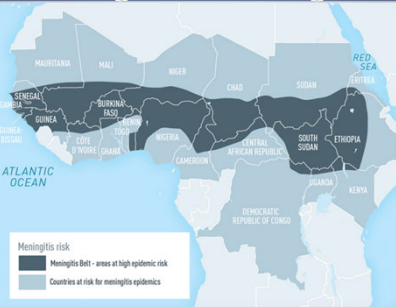 RED
SEA
MAURITANIA
MALI
NIGER
CHAD
SUDAN
ERITREA
SENEGAL
GAMBIA
GUINEA-
BISSAU
GUINEA
BURKINA
FASO
BENIN
TOGO
CÔTE
D'IVOIRE
GHANA
NIGERIA
CAMEROON
CENTRAL
AFRICAN REPUBLIC
SOUTH
SUDAN
ETHIOPIA
UGANDA
KENYA
DEMOCRATIC
REPUBLIC OF CONGO
ATLANTIC
OCEAN
Meningitis risk
Meningitis Belt - areas at high epidemic risk
Countries at risk for meningitis epidemics